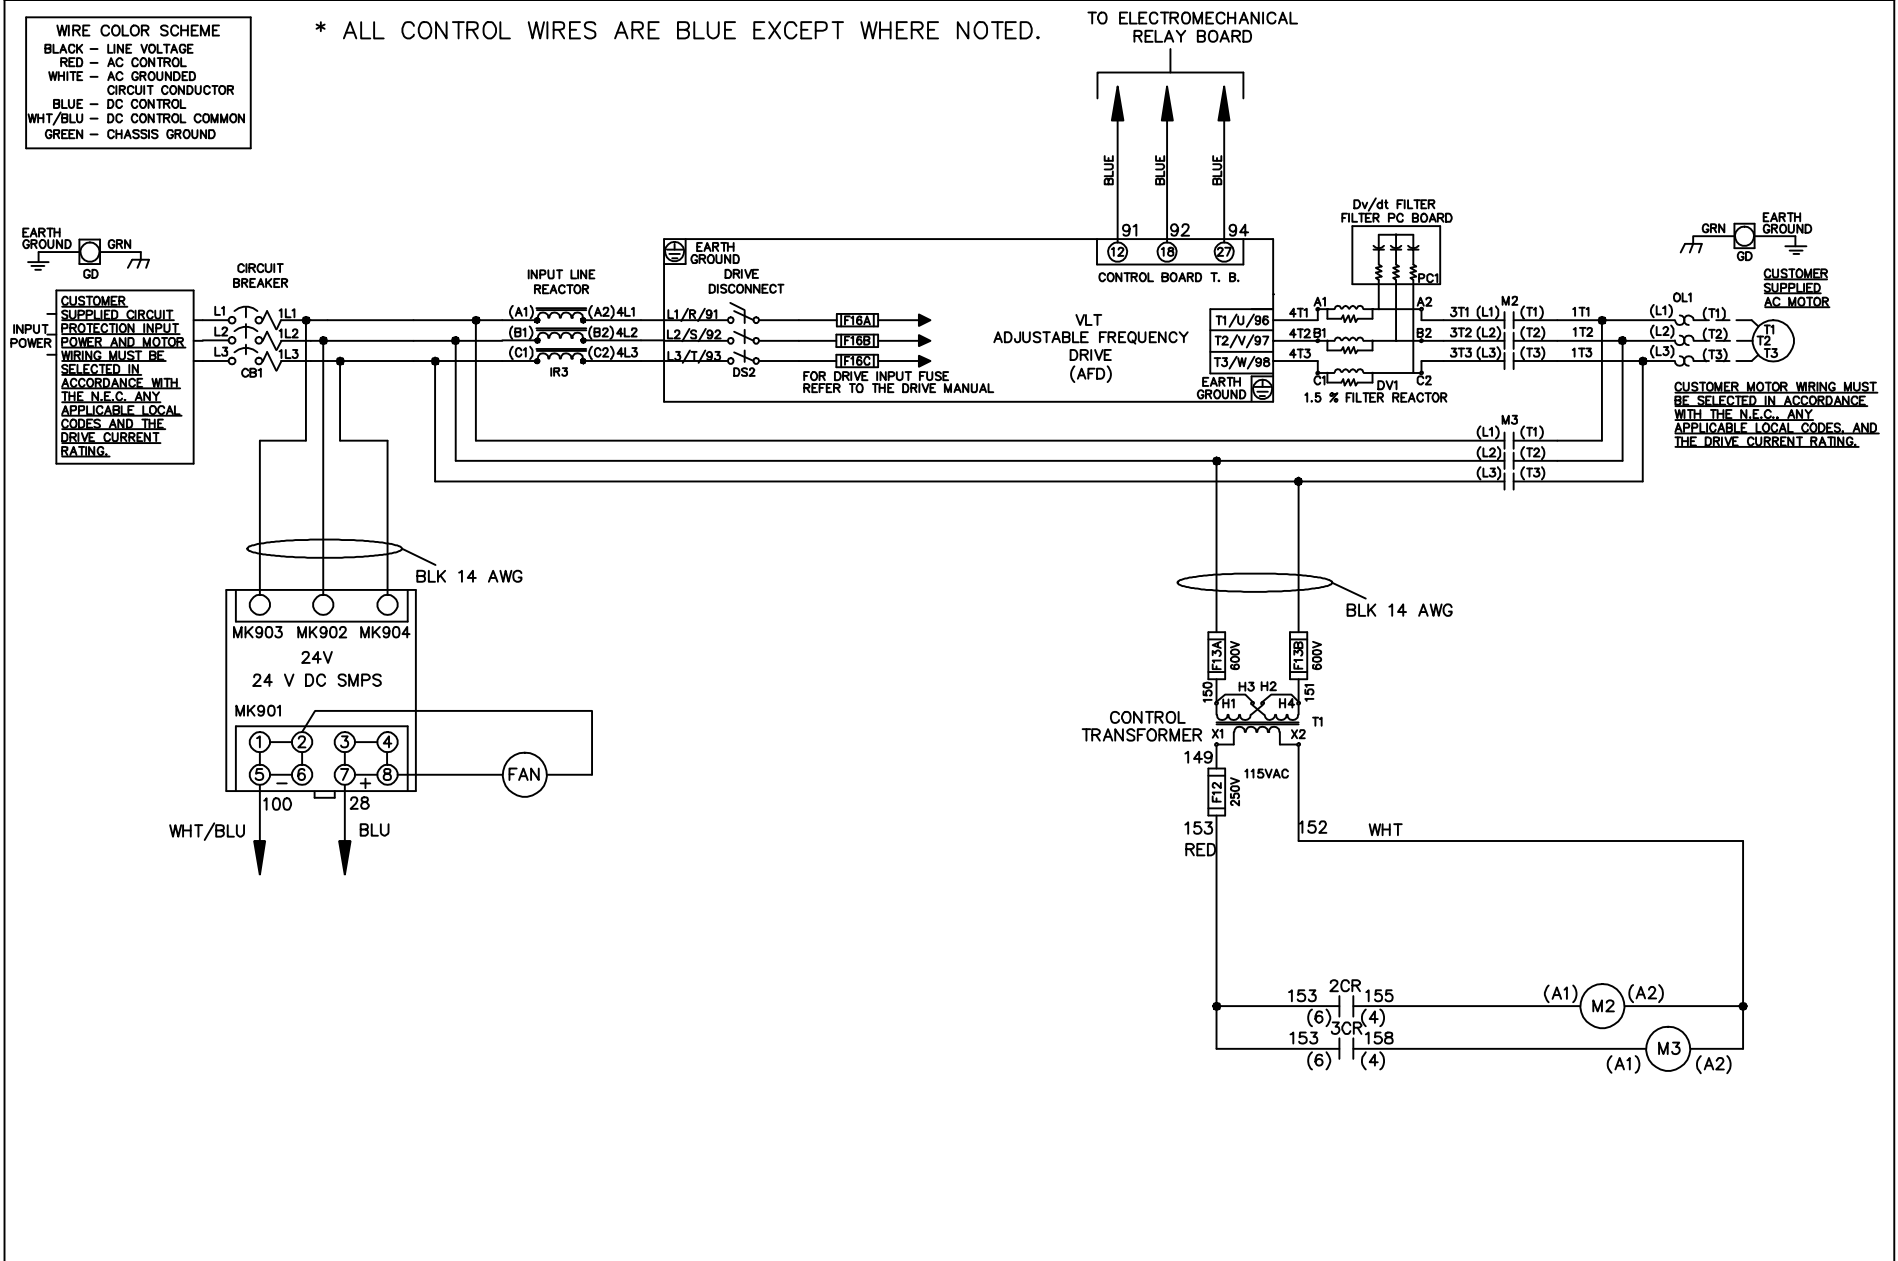 WIRE COLOR SCHEME
BLACK – LINE VOLTAGE
RED – AC CONTROL
WHITE – AC GROUNDED
CIRCUIT CONDUCTOR
BLUE – DC CONTROL
WHT/BLU – DC CONTROL COMMON
GREEN – CHASSIS GROUND
* ALL CONTROL WIRES ARE BLUE EXCEPT WHERE NOTED.
TO ELECTROMECHANICAL
RELAY BOARD
BLUE
BLUE
BLUE
91 92 94
12 18 27
CONTROL BOARD T. B.
EARTH
GROUND
GRN
GD
INPUT
POWER
CUSTOMER
SUPPLIED CIRCUIT
PROTECTION INPUT
POWER AND MOTOR
WIRING MUST BE
SELECTED IN
ACCORDANCE WITH
THE N.E.C. ANY
APPLICABLE LOCAL
CODES AND THE
DRIVE CURRENT
RATING.
CIRCUIT
BREAKER
L1 1L1
L2 1L2
L3 1L3
CB1
INPUT LINE
REACTOR
(A1) (A2) 4L1
(B1) (B2) 4L2
(C1) (C2) 4L3
IR3
EARTH
GROUND
DRIVE
DISCONNECT
L1/R/91
L2/S/92
L3/T/93
DS2
F16A
F16B
F16C
FOR DRIVE INPUT FUSE
REFER TO THE DRIVE MANUAL
VLT
ADJUSTABLE FREQUENCY
DRIVE
(AFD)
T1/U/96
T2/V/97
T3/W/98
EARTH
GROUND
4T1
4T2
4T3
Dv/dt FILTER
FILTER PC BOARD
PC1
A1 A2
B1 B2
C1 C2
DV1
1.5 % FILTER REACTOR
M2
3T1 (L1) (T1) 1T1
3T2 (L2) (T2) 1T2
3T3 (L3) (T3) 1T3
M3
(L1) (T1)
(L2) (T2)
(L3) (T3)
GRN
EARTH
GROUND
GD
CUSTOMER
SUPPLIED
AC MOTOR
OL1
(L1) (T1)
(L2) (T2)
(L3) (T3)
T1
T2
T3
CUSTOMER MOTOR WIRING MUST
BE SELECTED IN ACCORDANCE
WITH THE N.E.C., ANY
APPLICABLE LOCAL CODES, AND
THE DRIVE CURRENT RATING.
BLK 14 AWG
MK903 MK902 MK904
24V
24 V DC SMPS
MK901
1 2 3 4
5 – 6 7 + 8
FAN
100 28
WHT/BLU BLU
BLK 14 AWG
F13A
600V
F13B
600V
150
151
H3 H2
H1 H4
T1
CONTROL
TRANSFORMER
X1 X2
149
115VAC
F12
250V
153
RED
152 WHT
2CR
153 155
(6) (4)
(A1) M2 (A2)
3CR
153 158
(6) (4)
(A1) M3 (A2)